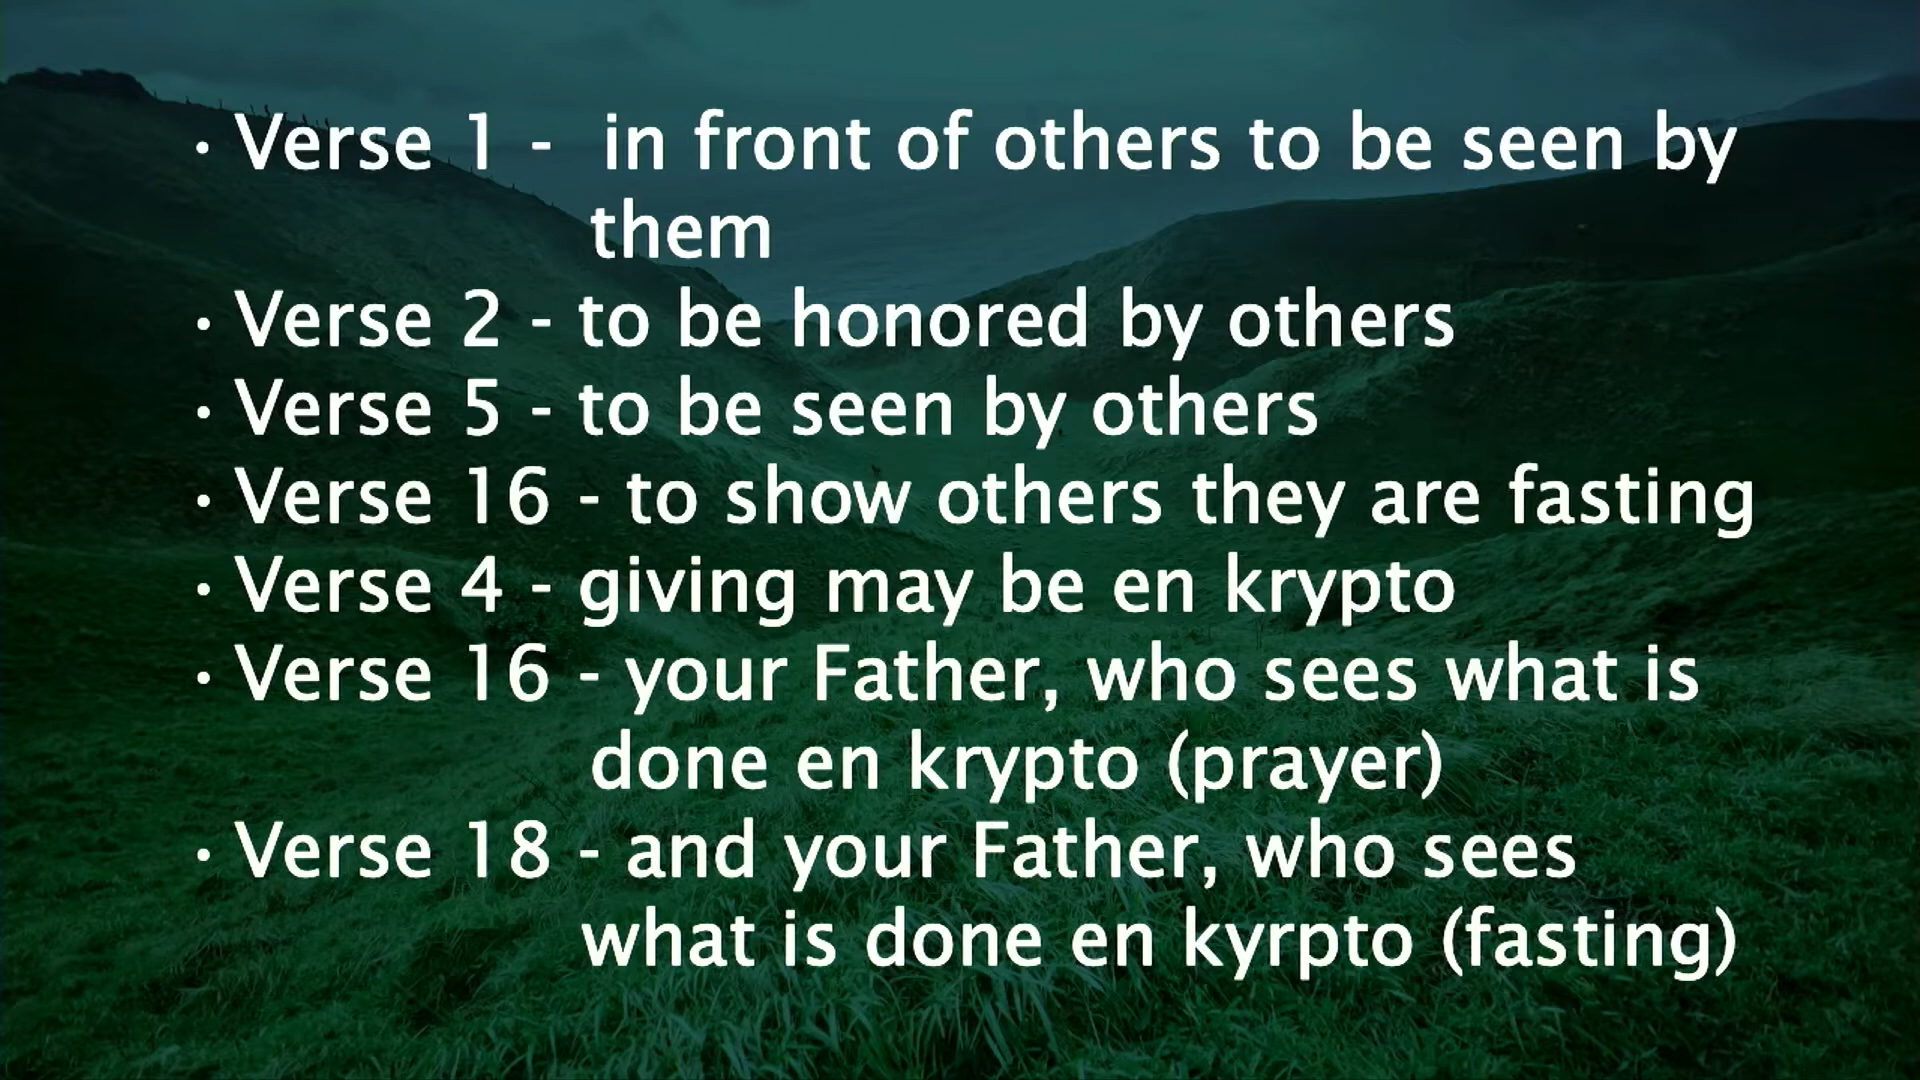 • Verse 1 - in front of others to be seen by
them
• Verse 2 - to be honored by others
• Verse 5 - to be seen by others
• Verse 16 - to show others they are fasting
• Verse 4 - giving may be en krypto
• Verse 16 - your Father, who sees what is
done en krypto (prayer)
• Verse 18 - and your Father, who sees
what is done en kyrpto (fasting)